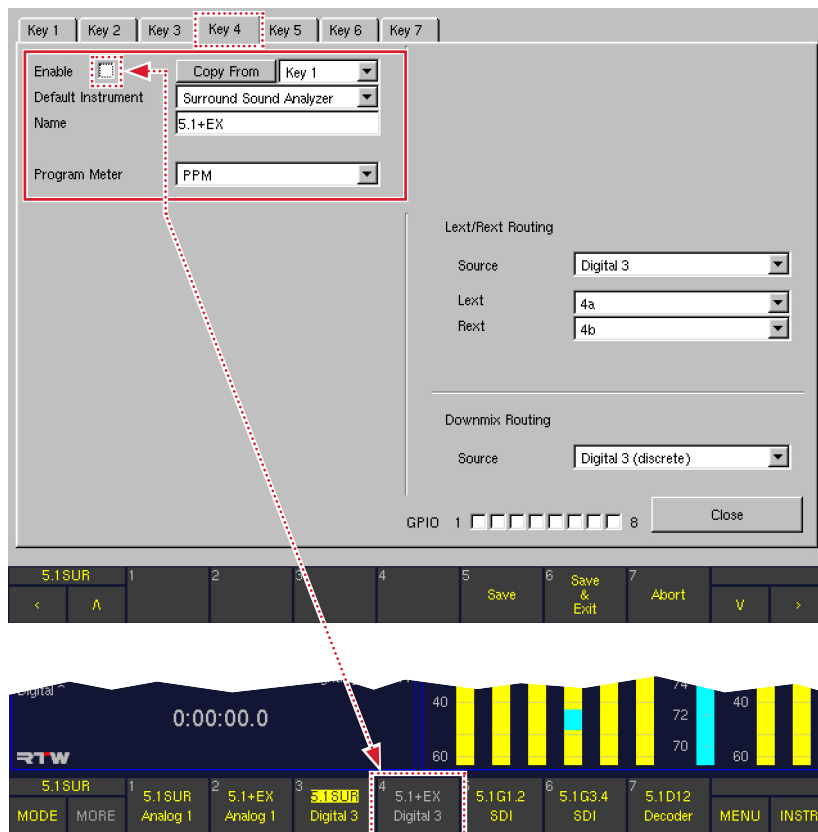 Key 1 Key 2 Key 3 Key 4 Key 5 Key 6 Key 7
Enable Copy From Key 1
Default Instrument Surround Sound Analyzer
Name 5.1+EX
Program Meter PPM
Lext/Rext Routing
Source Digital 3
Lext 4a
Rext 4b
Downmix Routing
Source Digital 3 (discrete)
GPIO 1 8 Close
5.1SUR 1 2 3 4 5 Save 6 Save & Exit 7 Abort
< Λ V >
Digital
0:00:00.0
40 74 40
72
70
60 60
RTW
5.1SUR 1 5.1SUR 2 5.1+EX 3 5.1SUR 4 5.1+EX 5.1G1.2 6 5.1G3.4 7 5.1D12
MODE MORE Analog 1 Analog 1 Digital 3 Digital 3 SDI SDI Decoder MENU INSTR